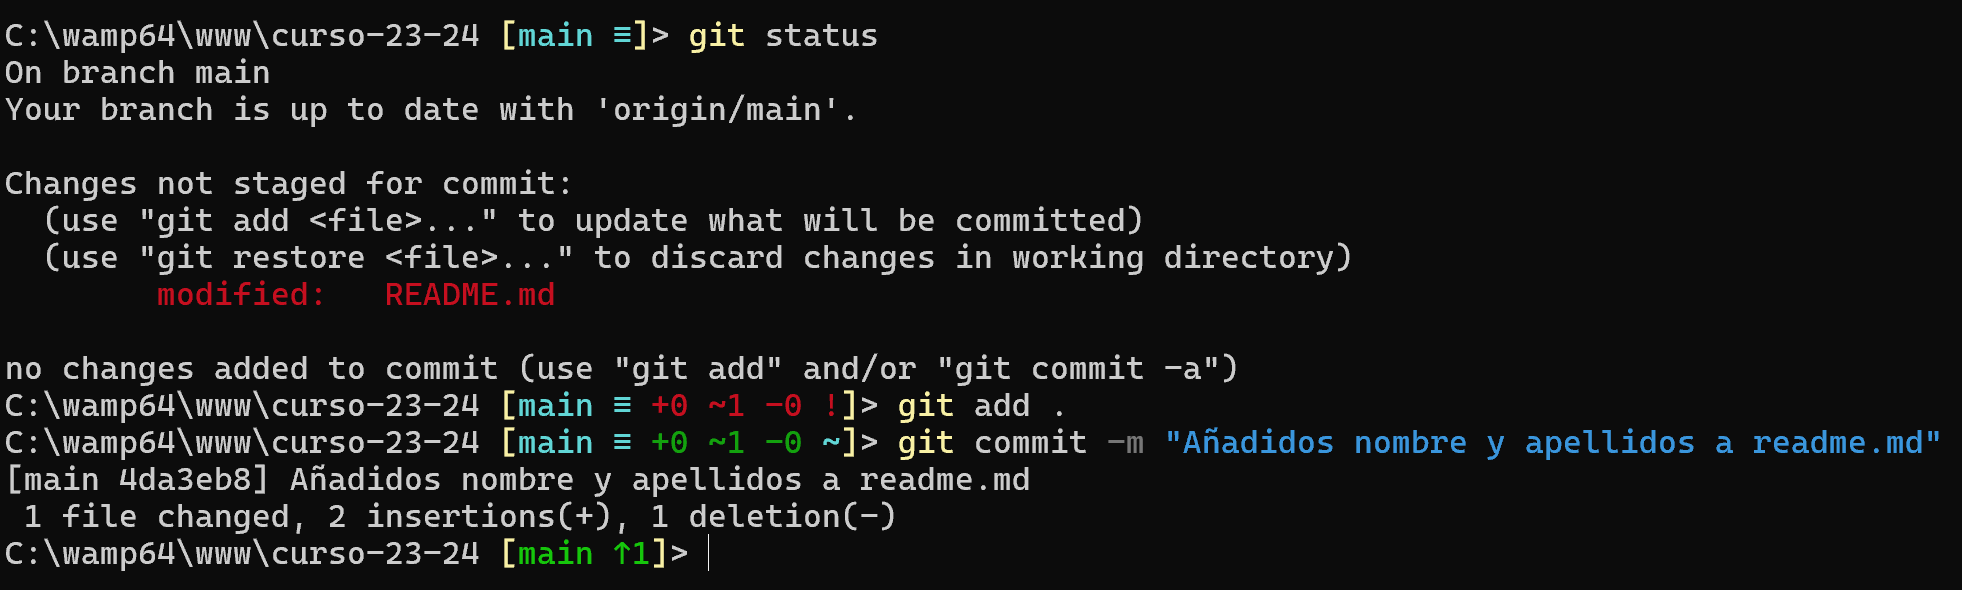 C:\wamp64\www\curso-23-24 [main ≡]> git status
On branch main
Your branch is up to date with 'origin/main'.
Changes not staged for commit:
  (use "git add <file>..." to update what will be committed)
  (use "git restore <file>..." to discard changes in working directory)
        modified:   README.md
no changes added to commit (use "git add" and/or "git commit -a")
C:\wamp64\www\curso-23-24 [main ≡ +0 ~1 -0 !]> git add .
C:\wamp64\www\curso-23-24 [main ≡ +0 ~1 -0 ~]> git commit -m "Añadidos nombre y apellidos a readme.md"
[main 4da3eb8] Añadidos nombre y apellidos a readme.md
 1 file changed, 2 insertions(+), 1 deletion(-)
C:\wamp64\www\curso-23-24 [main ↑1]>